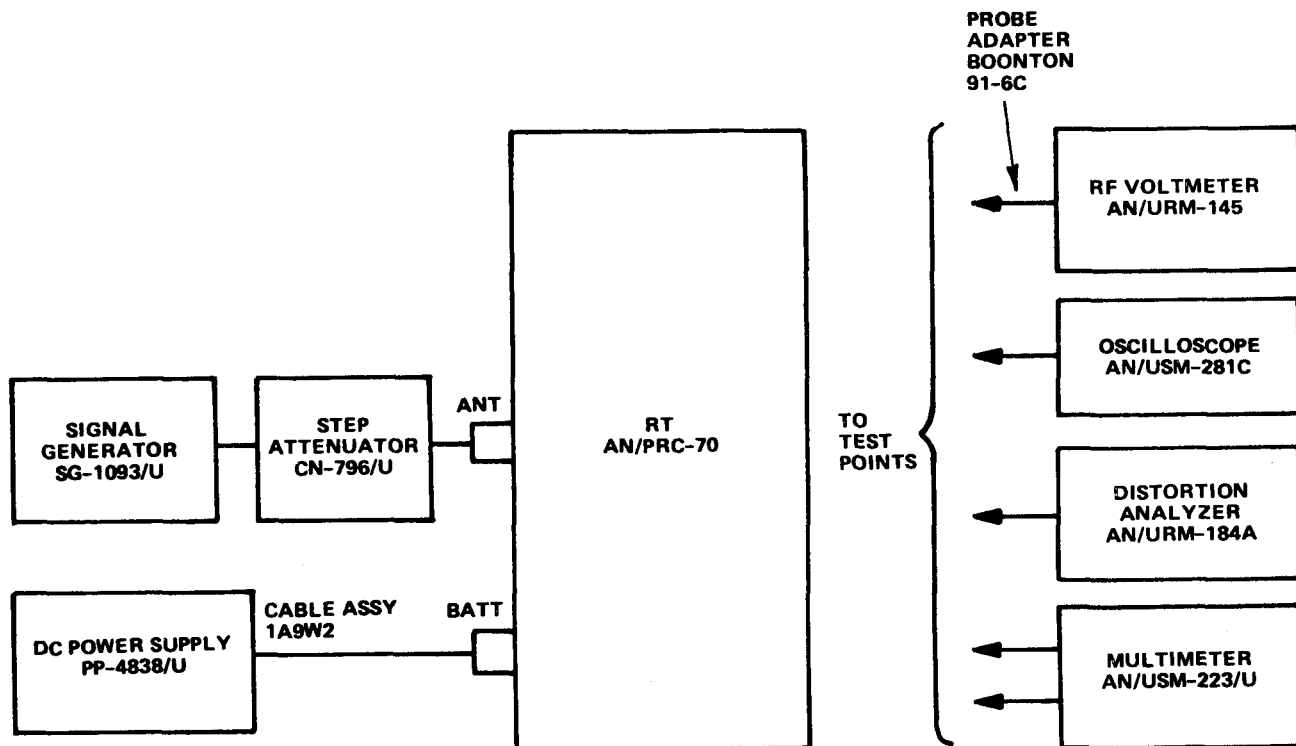 PROBE
ADAPTER
BOONTON
91-6C
RF VOLTMETER
AN/URM-145
OSCILLOSCOPE
AN/USM-281C
DISTORTION
ANALYZER
AN/URM-184A
MULTIMETER
AN/USM-223/U
TO
TEST
POINTS
RT
AN/PRC-70
ANT
SIGNAL
GENERATOR
SG-1093/U
STEP
ATTENUATOR
CN-796/U
BATT
CABLE ASSY
1A9W2
DC POWER SUPPLY
PP-4838/U